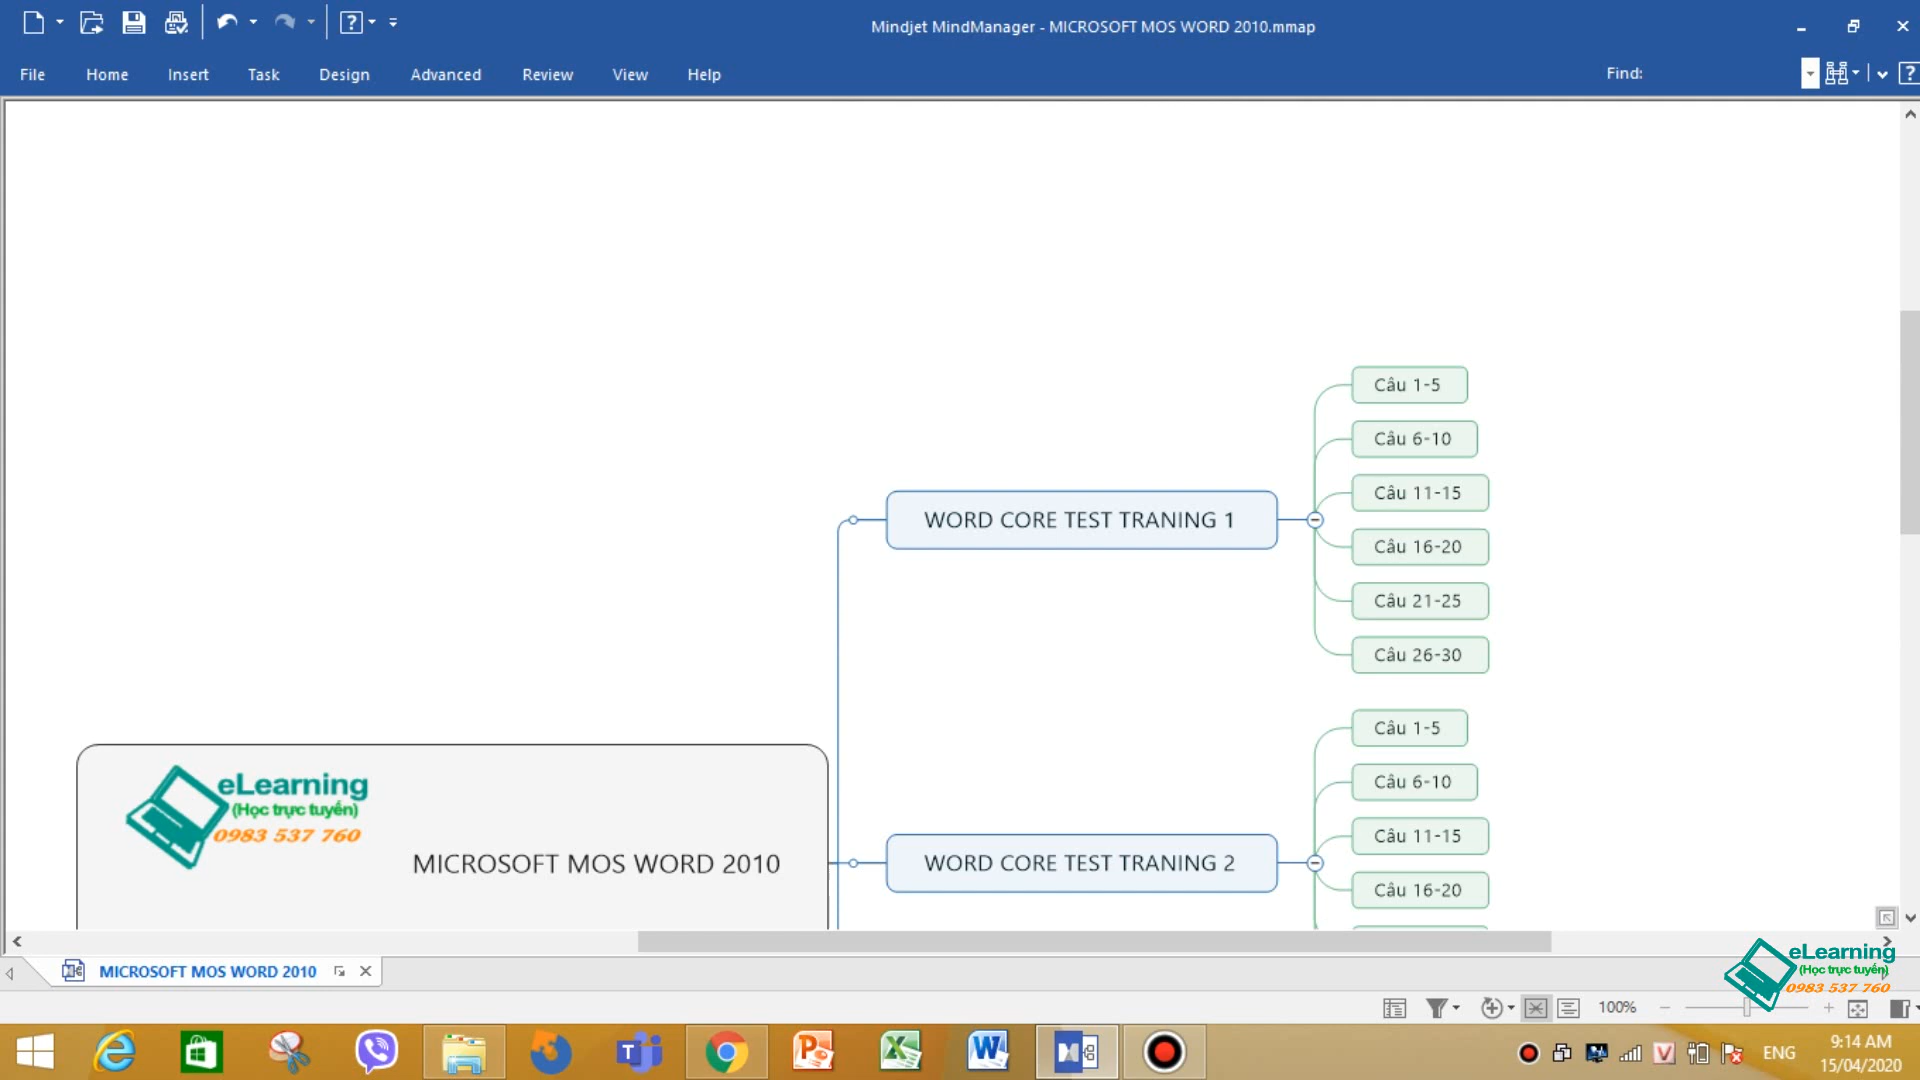 Mindjet MindManager - MICROSOFT MOS WORD 2010.mmap
File Home Insert Task Design Advanced Review View Help Find:
Câu 1-5
Câu 6-10
Câu 11-15
WORD CORE TEST TRANING 1
Câu 16-20
Câu 21-25
Câu 26-30
Câu 1-5
Câu 6-10
Câu 11-15
WORD CORE TEST TRANING 2
Câu 16-20
eLearning
(Học trực tuyến)
0983 537 760
MICROSOFT MOS WORD 2010
MICROSOFT MOS WORD 2010
eLearning
(Học trực tuyến)
0983 537 760
100%
ENG
9:14 AM
15/04/2020